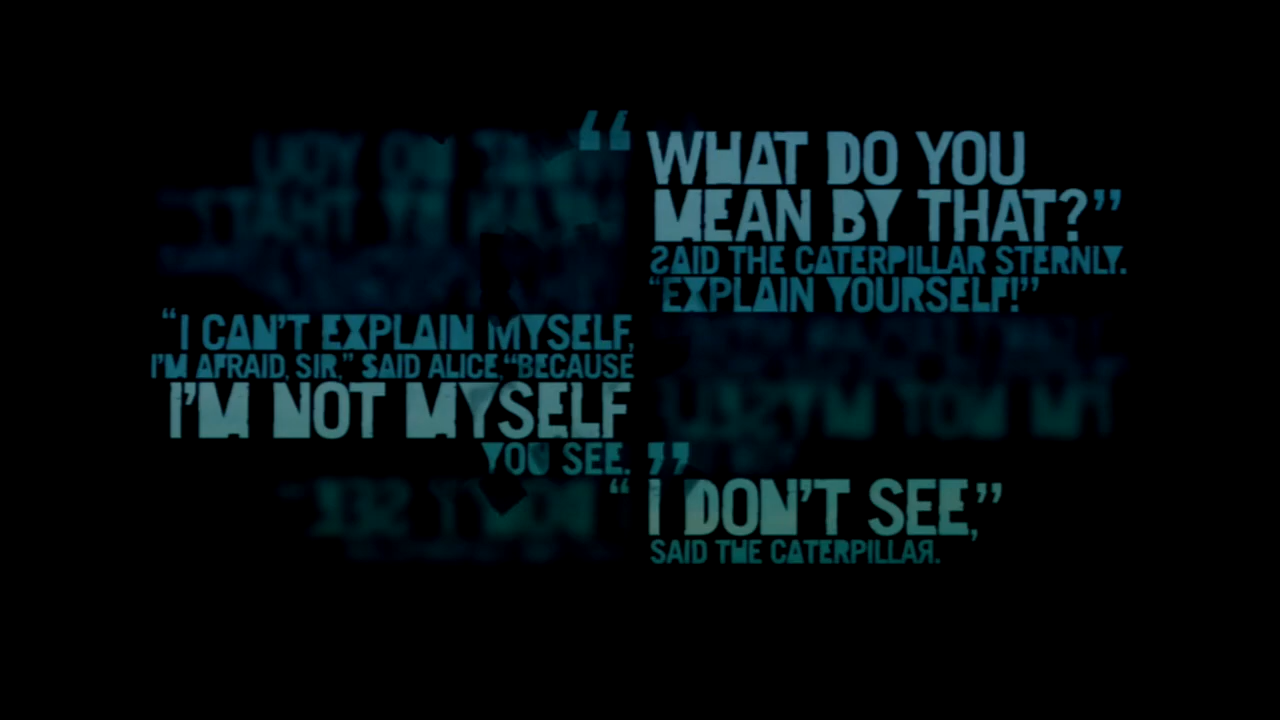 “WHAT DO YOU
MEAN BY THAT?”
SAID THE CATERPILLAR STERNLY.
“EXPLAIN YOURSELF!”
“I CAN’T EXPLAIN MYSELF,
I’M AFRAID, SIR,” SAID ALICE, “BECAUSE
I’M NOT MYSELF
YOU SEE.”
“I DON’T SEE,”
SAID THE CATERPILLAR.